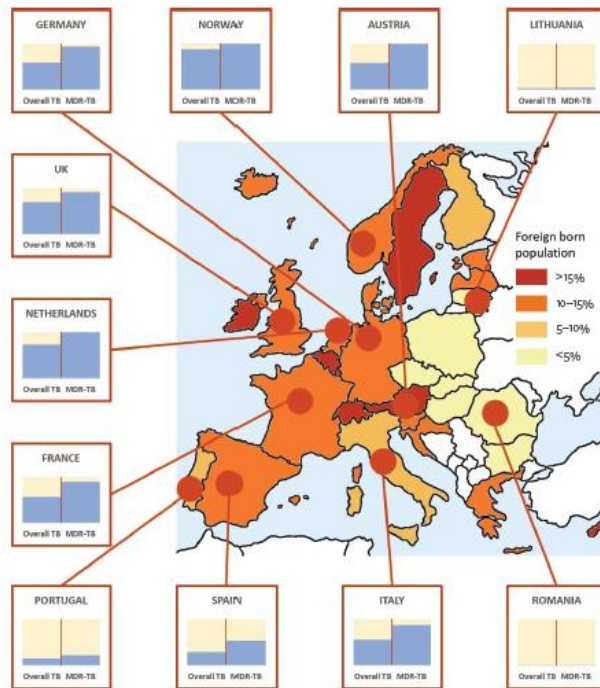 GERMANY
Overall TB MDR-TB
NORWAY
Overall TB MDR-TB
AUSTRIA
Overall TB MDR-TB
LITHUANIA
Overall TB MDR-TB
UK
Overall TB MDR-TB
Foreign born
population
>15%
10–15%
5–10%
<5%
NETHERLANDS
Overall TB MDR-TB
FRANCE
Overall TB MDR-TB
PORTUGAL
Overall TB MDR-TB
SPAIN
Overall TB MDR-TB
ITALY
Overall TB MDR-TB
ROMANIA
Overall TB MDR-TB